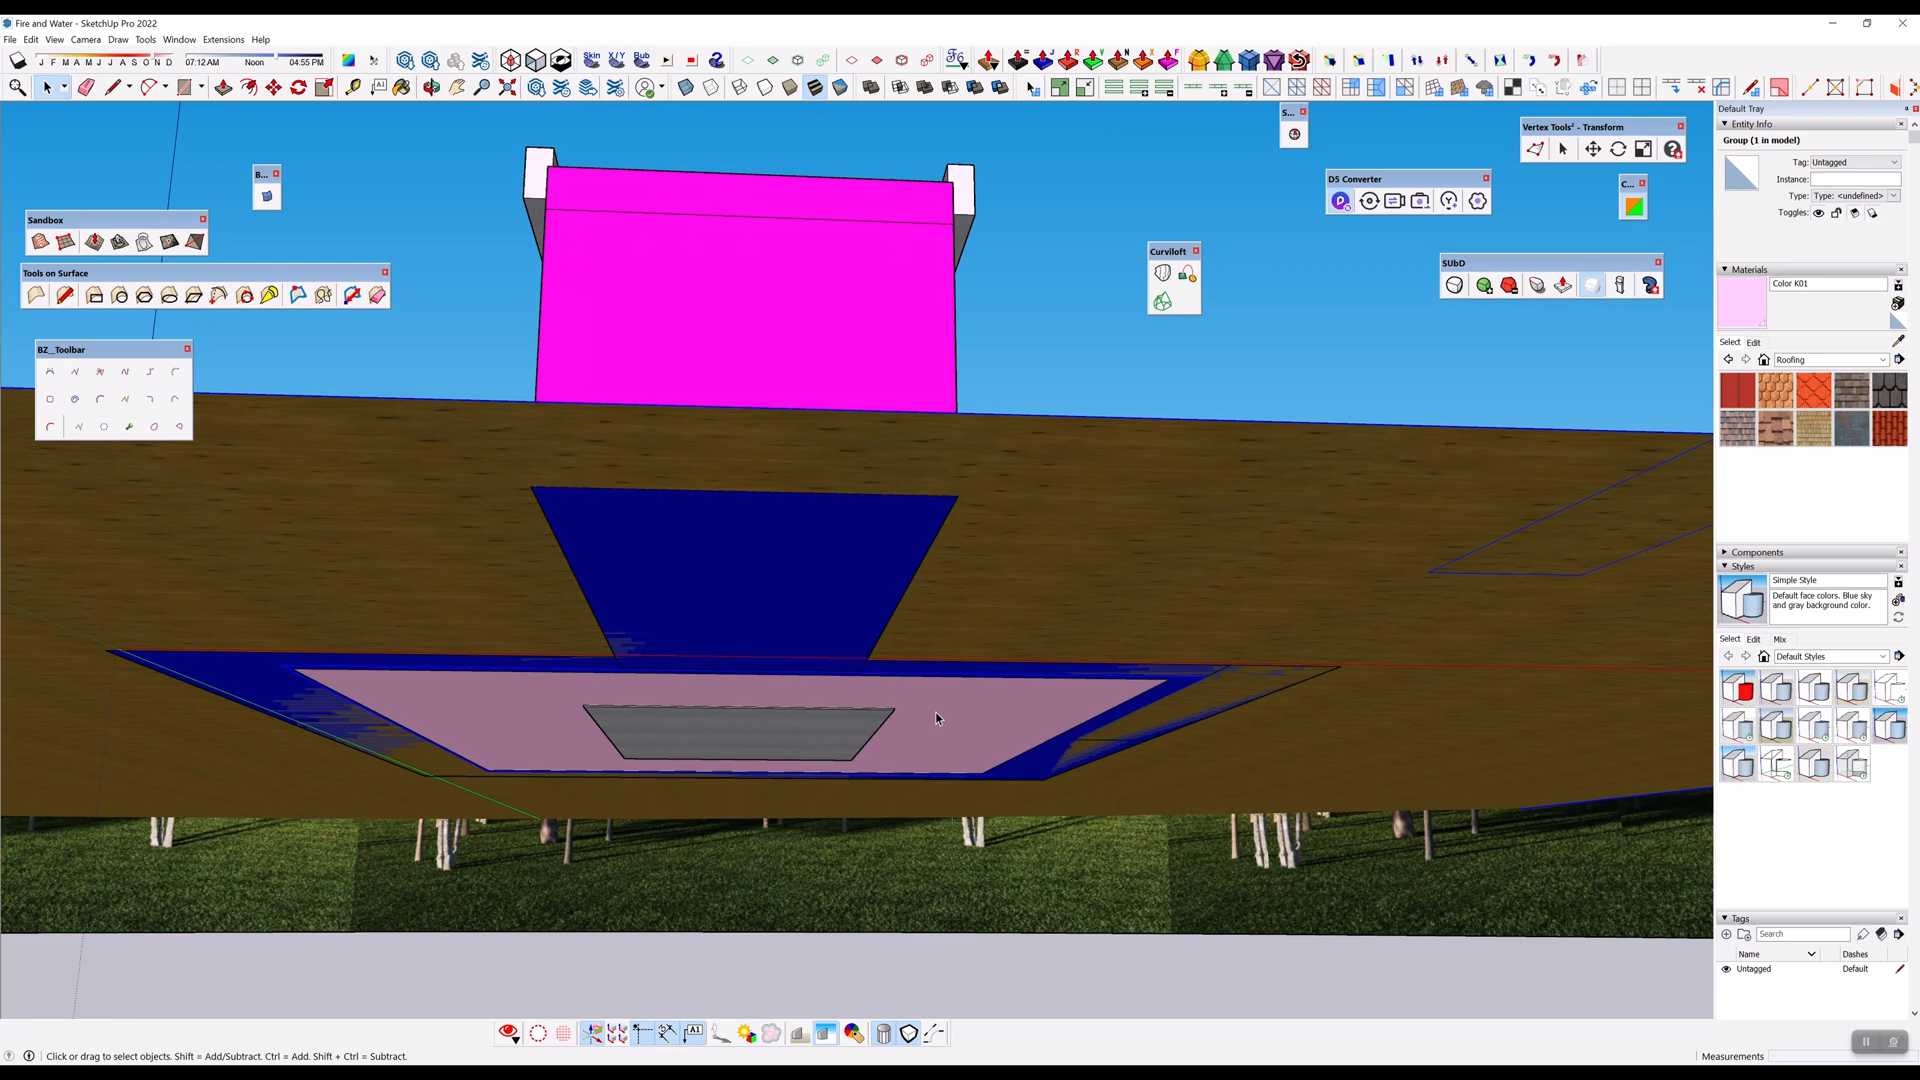 Fire and Water - SketchUp Pro 2022
File Edit View Camera Draw Tools Window Extensions Help
J F M A M J J A S O N D 07:12 AM Noon 04:55 PM
Skin X/Y Bub
S...
B...
Vertex Tools² - Transform
D5 Converter
C...
Sandbox
Curviloft
SUbD
Tools on Surface
BZ__Toolbar
Default Tray
Entity Info
Group (1 in model)
Tag: Untagged
Instance:
Type: Type: <undefined>
Toggles:
Materials
Color K01
Select Edit
Roofing
Components
Styles
Simple Style
Default face colors. Blue sky
and gray background color.
Select Edit Mix
Default Styles
Tags
Search
Name Dashes
Untagged Default
A1
Click or drag to select objects. Shift = Add/Subtract. Ctrl = Add. Shift + Ctrl = Subtract.
Measurements